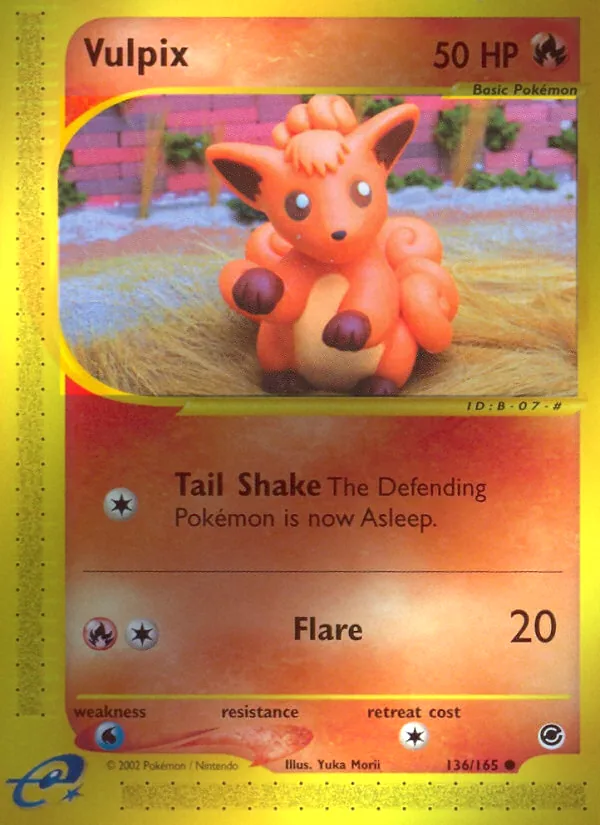 Vulpix
50 HP
Basic Pokémon
ID:B-07-#
Tail Shake The Defending
Pokémon is now Asleep.
Flare 20
weakness resistance retreat cost
© 2002 Pokémon / Nintendo Illus. Yuka Morii 136/165
e